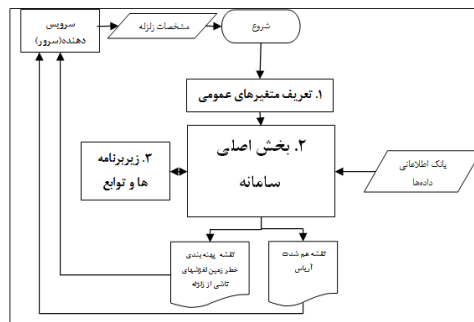 سرویس
دهنده(سرور)
مشخصات زلزله
شروع
۱. تعریف متغیرهای عمومی
۲. بخش اصلی
سامانه
۳. زیربرنامه
ها و توابع
بانک اطلاعاتی
داده‌ها
نقشه پهنه بندی
خطر زمین لغزشهای
ناشی از زلزله
نقشه هم شدت
آریاس